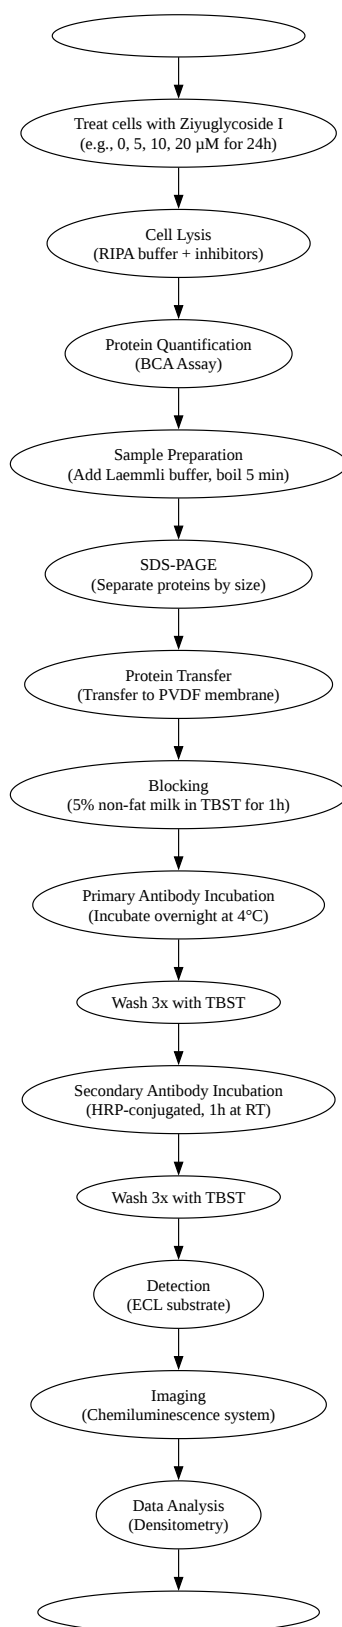 Treat cells with Ziyuglycoside I
(e.g., 0, 5, 10, 20 µM for 24h)
Cell Lysis
(RIPA buffer + inhibitors)
Protein Quantification
(BCA Assay)
Sample Preparation
(Add Laemmli buffer, boil 5 min)
SDS-PAGE
(Separate proteins by size)
Protein Transfer
(Transfer to PVDF membrane)
Blocking
(5% non-fat milk in TBST for 1h)
Primary Antibody Incubation
(Incubate overnight at 4°C)
Wash 3x with TBST
Secondary Antibody Incubation
(HRP-conjugated, 1h at RT)
Wash 3x with TBST
Detection
(ECL substrate)
Imaging
(Chemiluminescence system)
Data Analysis
(Densitometry)